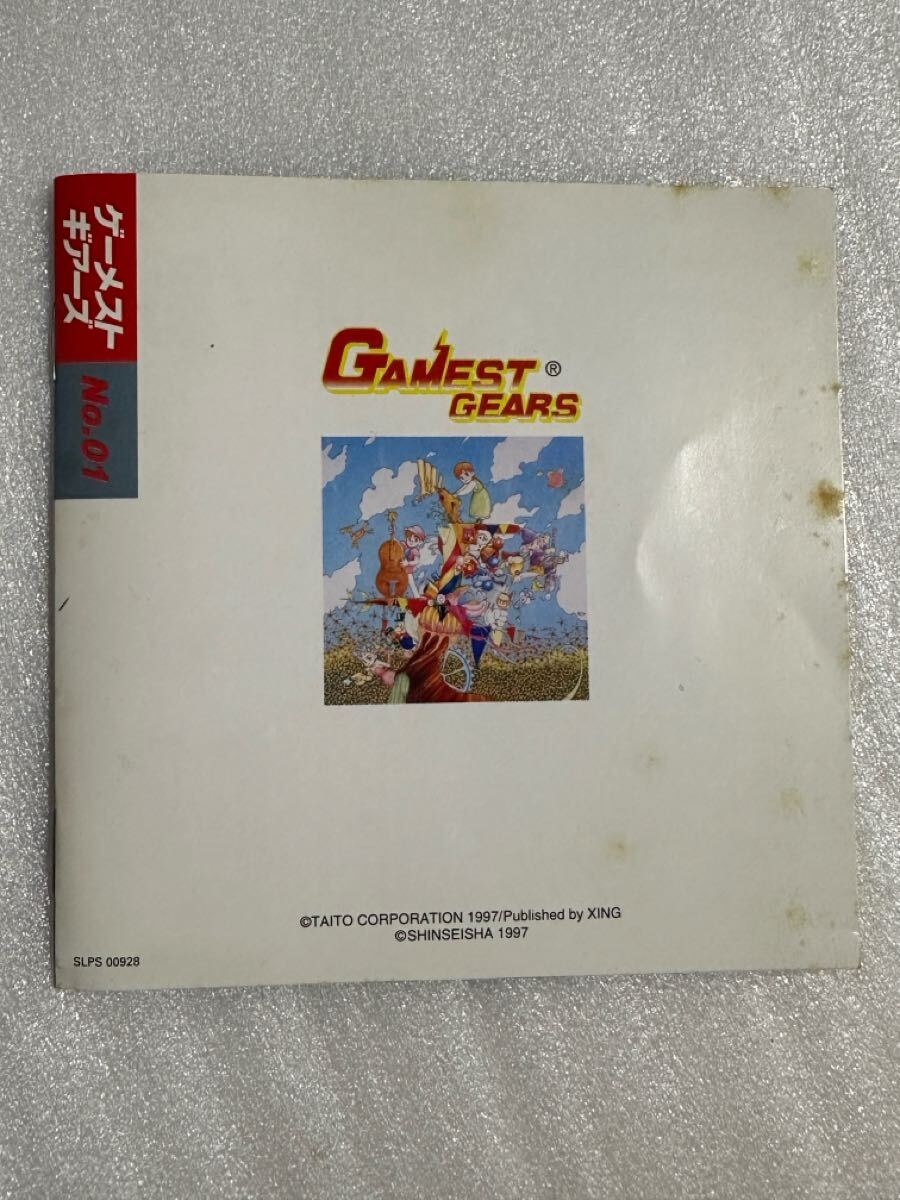 ゲーメスト
ギアーズ
No.01
GAMEST®
GEARS
©TAITO CORPORATION 1997/Published by XING
©SHINSEISHA 1997
SLPS 00928